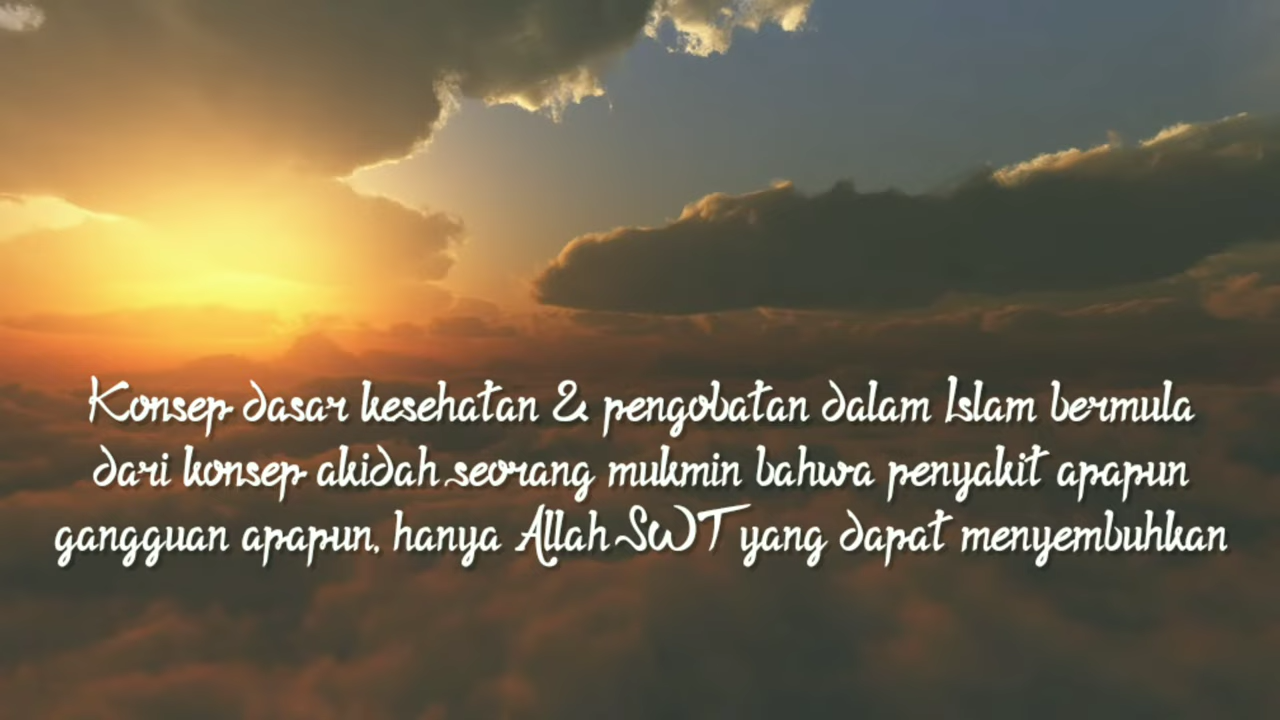 Konsep dasar kesehatan & pengobatan dalam Islam bermula
dari konsep akidah seorang mukmin bahwa penyakit apapun
gangguan apapun, hanya Allah SWT yang dapat menyembuhkan